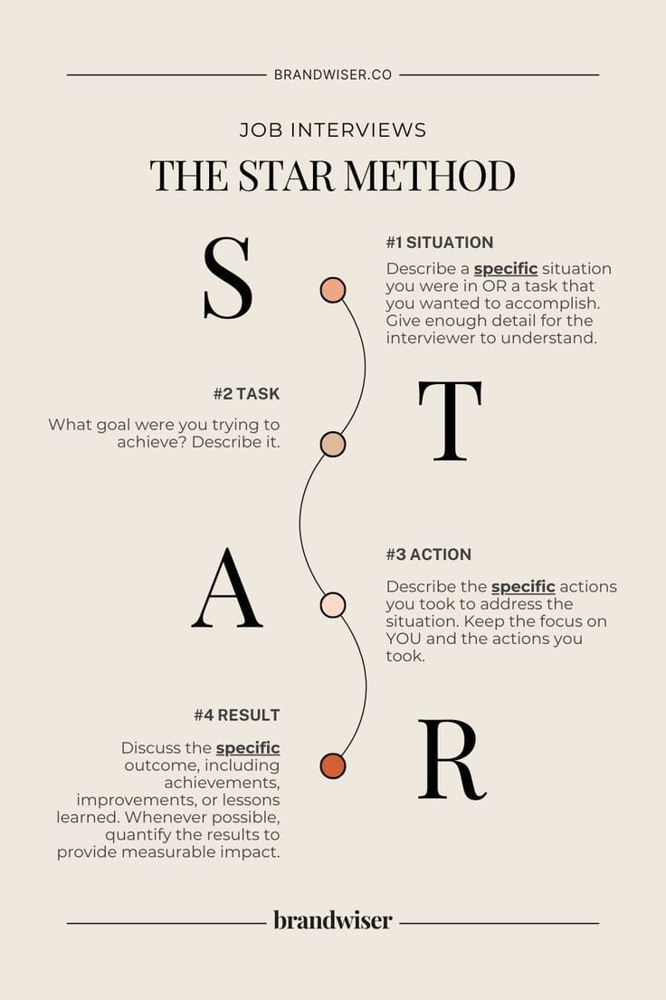 BRANDWISER.CO
JOB INTERVIEWS
THE STAR METHOD
S
#1 SITUATION
Describe a specific situation
you were in OR a task that
you wanted to accomplish.
Give enough detail for the
interviewer to understand.
#2 TASK
What goal were you trying to
achieve? Describe it.
T
A
#3 ACTION
Describe the specific actions
you took to address the
situation. Keep the focus on
YOU and the actions you
took.
#4 RESULT
Discuss the specific
outcome, including
achievements,
improvements, or lessons
learned. Whenever possible,
quantify the results to
provide measurable impact.
R
brandwiser